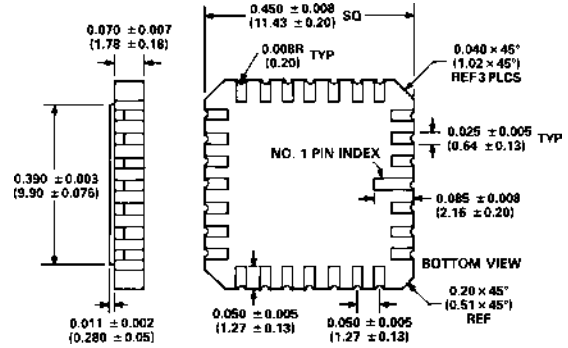 0.450 ± 0.008
(11.43 ± 0.20)
SQ
0.070 ± 0.007
(1.78 ± 0.18)
0.008R
(0.20)
TYP
0.040 × 45°
(1.02 × 45°)
REF 3 PLCS
0.025 ± 0.005
(0.64 ± 0.13)
TYP
NO. 1 PIN INDEX
0.390 ± 0.003
(9.90 ± 0.076)
0.085 ± 0.008
(2.16 ± 0.20)
BOTTOM VIEW
0.011 ± 0.002
(0.280 ± 0.05)
0.050 ± 0.005
(1.27 ± 0.13)
0.050 ± 0.005
(1.27 ± 0.13)
0.20 × 45°
(0.51 × 45°)
REF